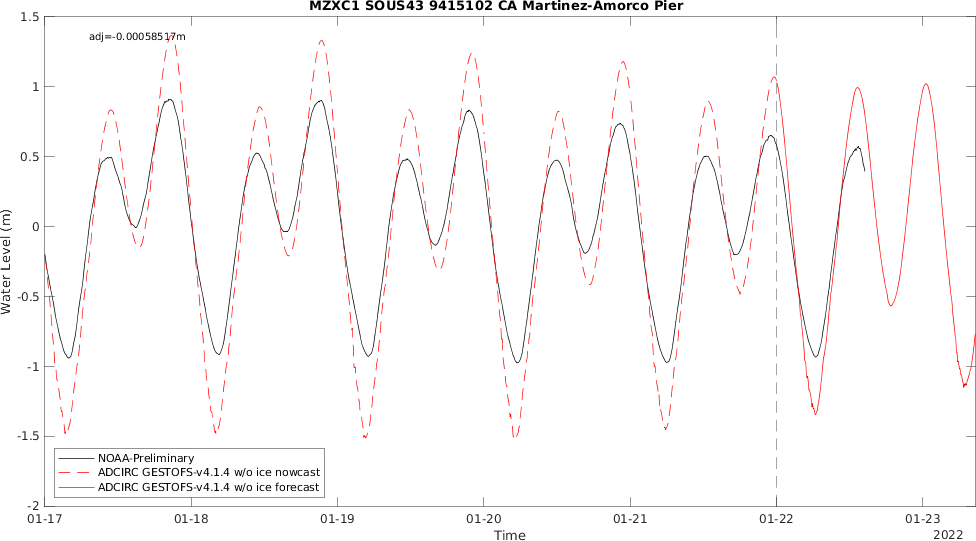 MZXC1 SOUS43 9415102 CA Martinez-Amorco Pier
adj=-0.00058517m
1.5
1
0.5
0
-0.5
-1
-1.5
-2
Water Level (m)
NOAA-Preliminary
ADCIRC GESTOFS-v4.1.4 w/o ice nowcast
ADCIRC GESTOFS-v4.1.4 w/o ice forecast
01-17 01-18 01-19 01-20 01-21 01-22 01-23
Time
2022